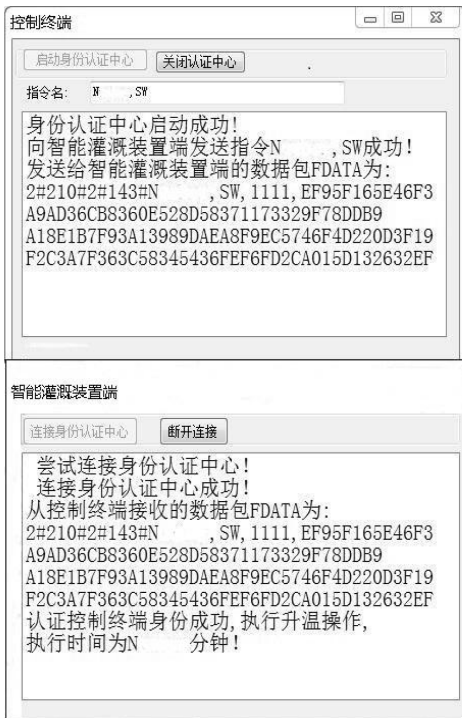 控制终端
启动身份认证中心 关闭认证中心
指令名: N ,SW
身份认证中心启动成功!
向智能灌溉装置端发送指令N ,SW成功!
发送给智能灌溉装置端的数据包FDATA为:
2#210#2#143#N ,SW,1111,EF95F165E46F3
A9AD36CB8360E528D58371173329F78DDB9
A18E1B7F93A13989DAEA8F9EC5746F4D220D3F19
F2C3A7F363C58345436FEF6FD2CA015D132632EF
智能灌溉装置端
连接身份认证中心 断开连接
尝试连接身份认证中心!
连接身份认证中心成功!
从控制终端接收的数据包FDATA为:
2#210#2#143#N ,SW,1111,EF95F165E46F3
A9AD36CB8360E528D58371173329F78DDB9
A18E1B7F93A13989DAEA8F9EC5746F4D220D3F19
F2C3A7F363C58345436FEF6FD2CA015D132632EF
认证控制终端身份成功,执行升温操作,
执行时间为N 分钟!